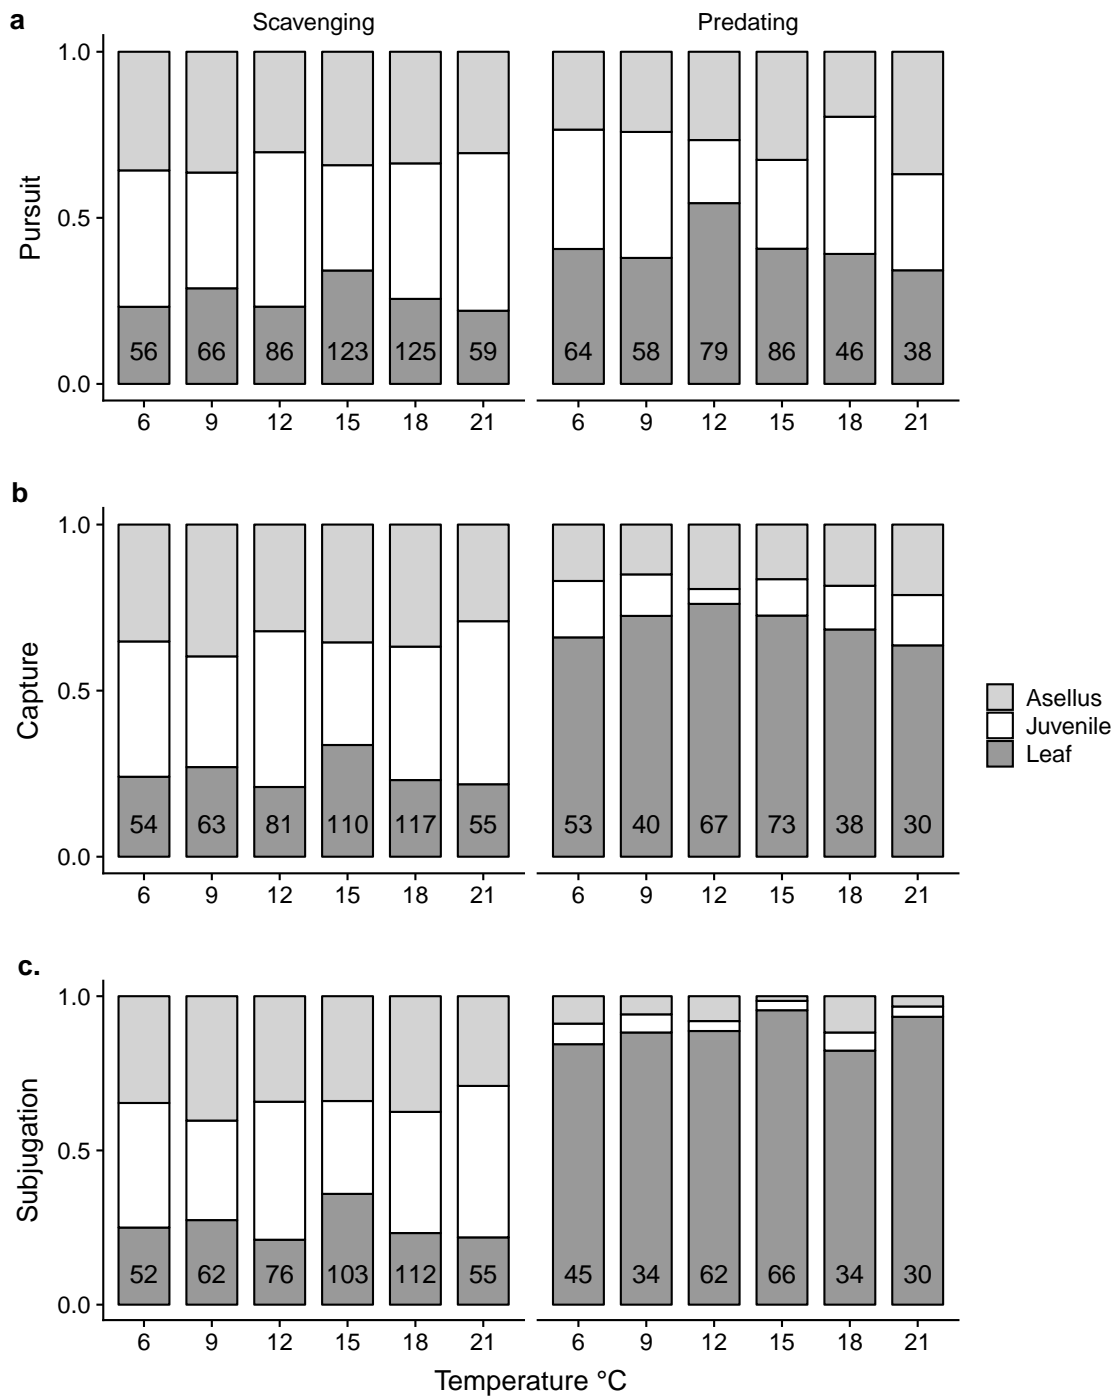 a
Scavenging Predating
1.0
0.5
0.0
Pursuit
56 66 86 123 125 59 64 58 79 86 46 38
6 9 12 15 18 21 6 9 12 15 18 21
b
1.0
0.5
0.0
Capture
54 63 81 110 117 55 53 40 67 73 38 30
6 9 12 15 18 21 6 9 12 15 18 21
Asellus
Juvenile
Leaf
c.
1.0
0.5
0.0
Subjugation
52 62 76 103 112 55 45 34 62 66 34 30
6 9 12 15 18 21 6 9 12 15 18 21
Temperature °C